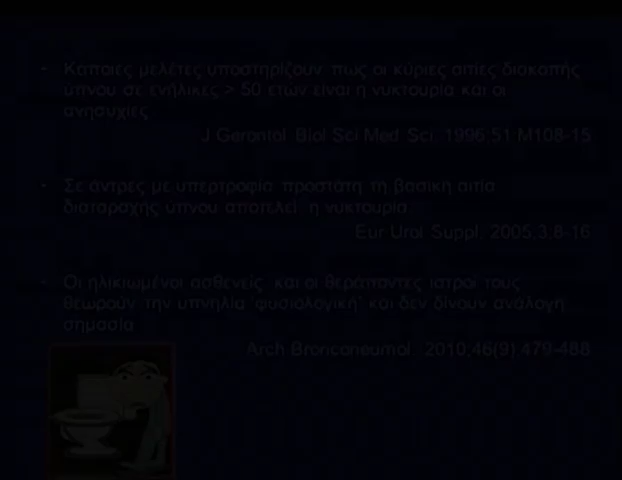 - Κάποιες μελέτες υποστηρίζουν πως οι κύριες αιτίες διακοπής
ύπνου σε ενήλικες > 50 ετών είναι η νυκτουρία και οι
ανησυχίες
J Gerontol Biol Sci Med Sci 1996;51:M108-15
- Σε άντρες με υπερτροφία προστάτη τη βασική αιτία
διαταραχής ύπνου αποτελεί η νυκτουρία
Eur Urol Suppl. 2005;3,8-16
- Οι ηλικιωμένοι ασθενείς και οι θεράποντες ιατροί τους
θεωρούν την υπνηλία "φυσιολογική" και δεν δίνουν ανάλογη
σημασία
Arch Bronconeumol. 2010;46(9):479-488